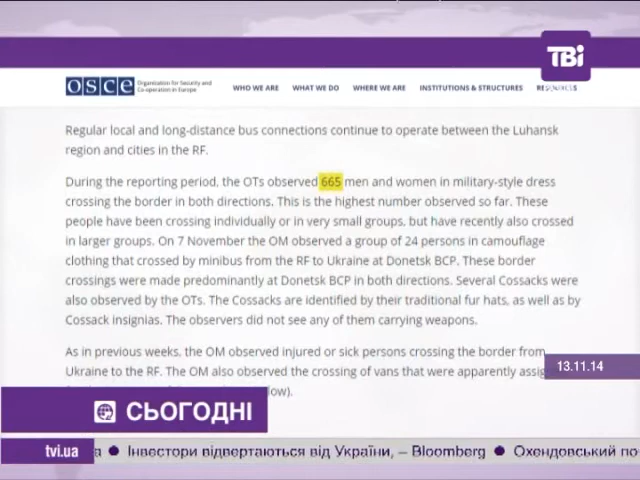 ТВі
osce Organization for Security and Co-operation in Europe
WHO WE ARE WHAT WE DO WHERE WE ARE INSTITUTIONS & STRUCTURES
Regular local and long-distance bus connections continue to operate between the Luhansk
region and cities in the RF.
During the reporting period, the OTs observed 665 men and women in military-style dress
crossing the border in both directions. This is the highest number observed so far. These
people have been crossing individually or in very small groups, but have recently also crossed
in larger groups. On 7 November the OM observed a group of 24 persons in camouflage
clothing that crossed by minibus from the RF to Ukraine at Donetsk BCP. These border
crossings were made predominantly at Donetsk BCP in both directions. Several Cossacks were
also observed by the OTs. The Cossacks are identified by their traditional fur hats, as well as by
Cossack insignias. The observers did not see any of them carrying weapons.
As in previous weeks, the OM observed injured or sick persons crossing the border from
Ukraine to the RF. The OM also observed the crossing of vans that were apparently
13.11.14
low).
СЬОГОДНІ
tvi.ua а ● Інвестори відвертаються від України, – Bloomberg ● Охендовський по